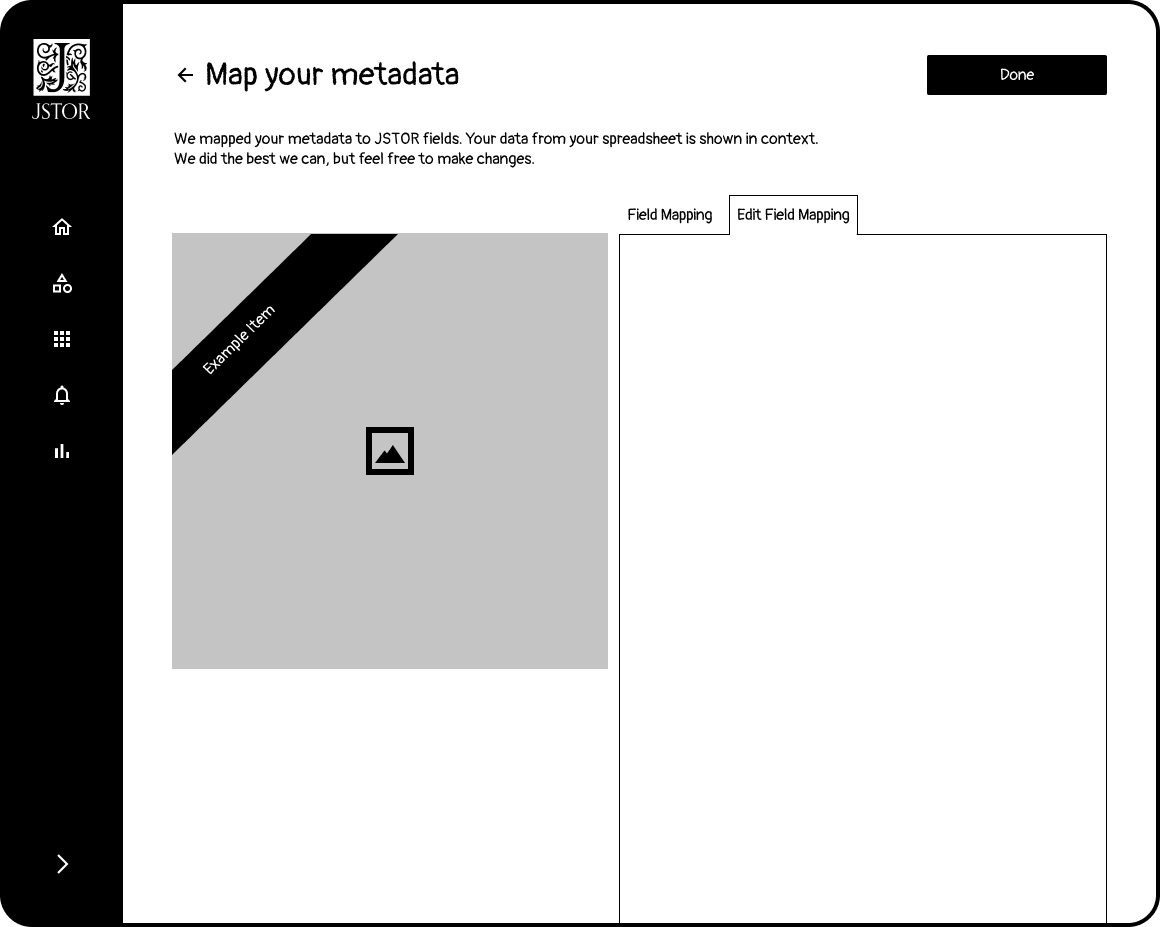 JSTOR
Map your metadata
Done
We mapped your metadata to JSTOR fields. Your data from your spreadsheet is shown in context.
We did the best we can, but feel free to make changes.
Field Mapping
Edit Field Mapping
Example Item